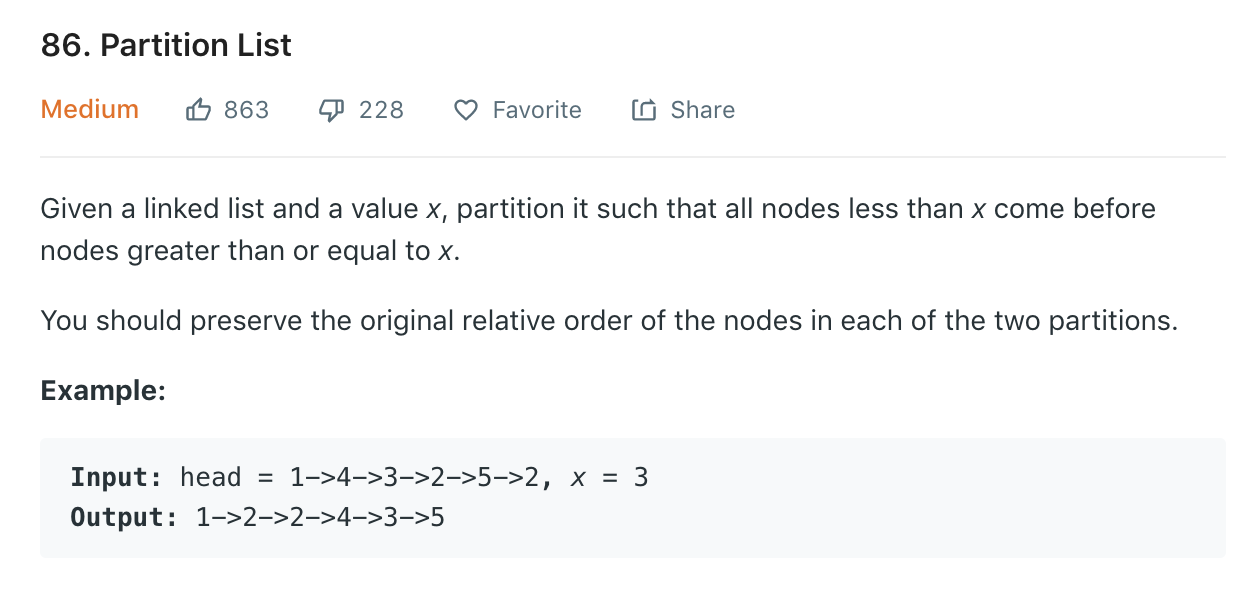 86. Partition List
Medium 863 228 Favorite Share
Given a linked list and a value x, partition it such that all nodes less than x come before
nodes greater than or equal to x.
You should preserve the original relative order of the nodes in each of the two partitions.
Example:
Input: head = 1->4->3->2->5->2, x = 3
Output: 1->2->2->4->3->5